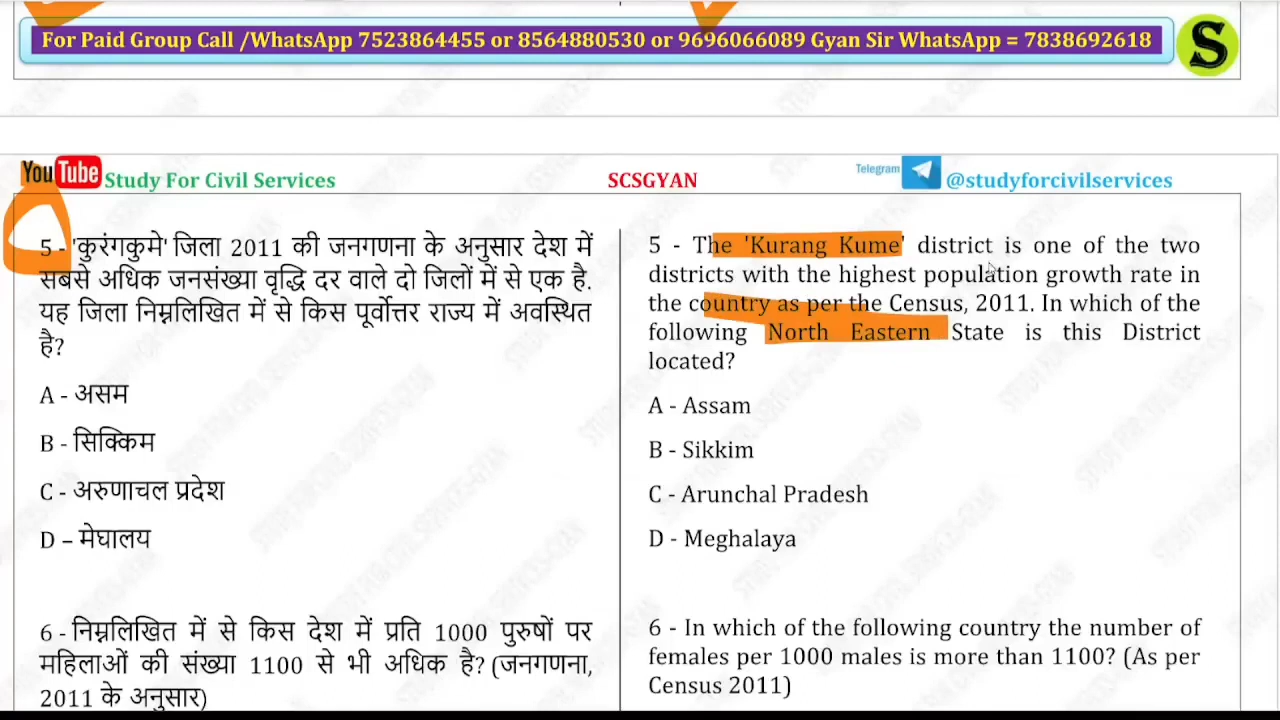 For Paid Group Call /WhatsApp 7523864455 or 8564880530 or 9696066089 Gyan Sir WhatsApp = 7838692618
S
YouTube Study For Civil Services
SCSGYAN
Telegram @studyforcivilservices
5 - 'कुरंगकुमे' जिला 2011 की जनगणना के अनुसार देश में
सबसे अधिक जनसंख्या वृद्धि दर वाले दो जिलों में से एक है.
यह जिला निम्नलिखित में से किस पूर्वोत्तर राज्य में अवस्थित
है?
A - असम
B - सिक्किम
C - अरुणाचल प्रदेश
D – मेघालय
6 - निम्नलिखित में से किस देश में प्रति 1000 पुरुषों पर
महिलाओं की संख्या 1100 से भी अधिक है? (जनगणना,
2011 के अनुसार)
5 - The 'Kurang Kume' district is one of the two
districts with the highest population growth rate in
the country as per the Census, 2011. In which of the
following North Eastern State is this District
located?
A - Assam
B - Sikkim
C - Arunchal Pradesh
D - Meghalaya
6 - In which of the following country the number of
females per 1000 males is more than 1100? (As per
Census 2011)